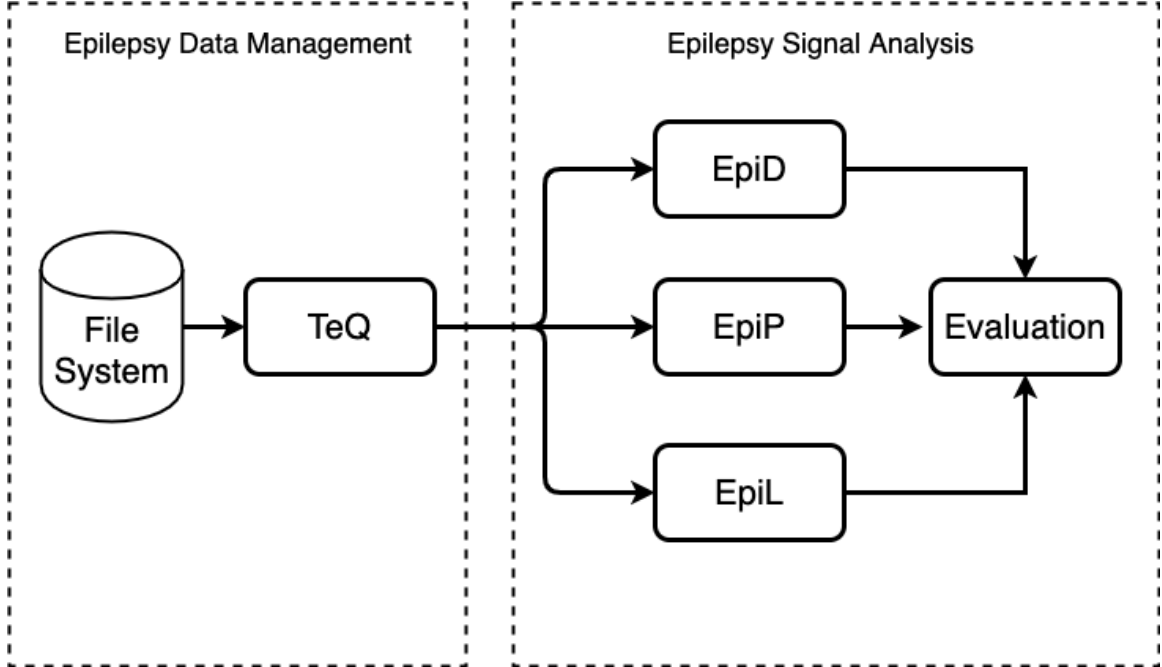 Epilepsy Data Management
Epilepsy Signal Analysis
EpiD
File
System
TeQ
EpiP
Evaluation
EpiL